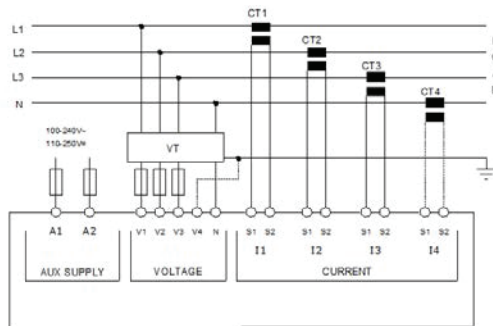 CT1
L1
CT2
L2
CT3
L3
CT4
N
100-240V~
110-250V=
VT
A1 A2 V1 V2 V3 V4 N S1 S2 S1 S2 S1 S2 S1 S2
I1 I2 I3 I4
AUX SUPPLY VOLTAGE CURRENT